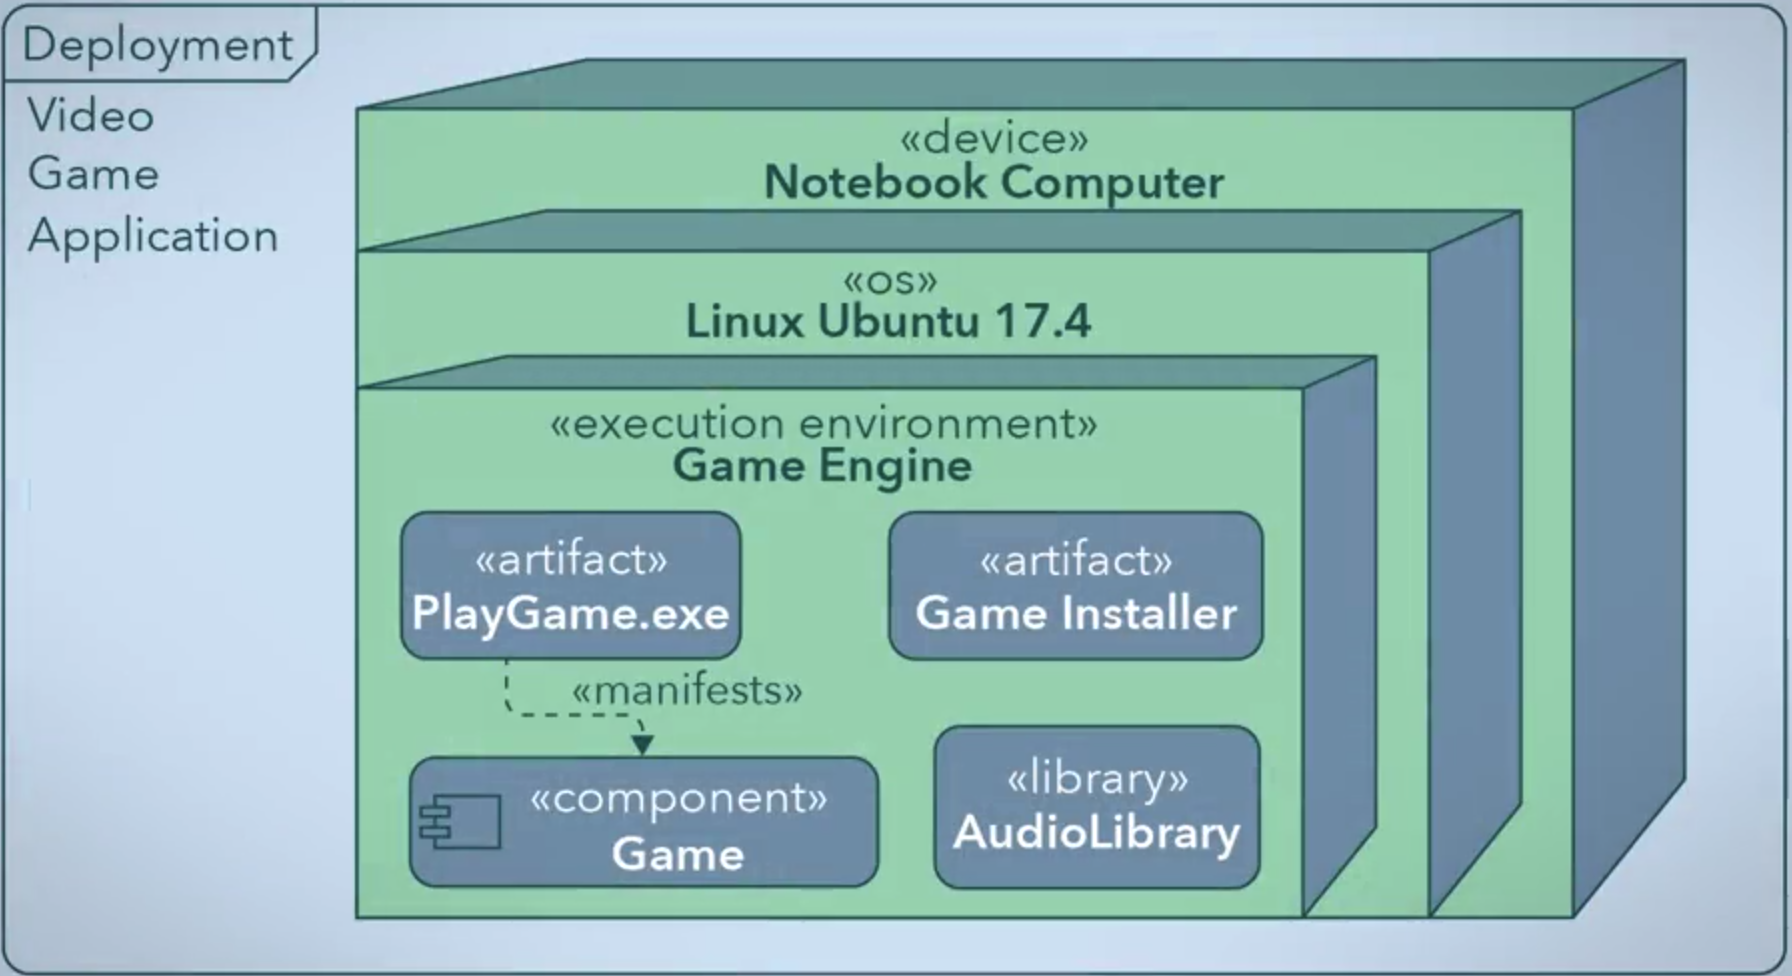 Deployment
Video
Game
Application
«device»
Notebook Computer
«os»
Linux Ubuntu 17.4
«execution environment»
Game Engine
«artifact»
PlayGame.exe
«artifact»
Game Installer
«manifests»
«component»
Game
«library»
AudioLibrary